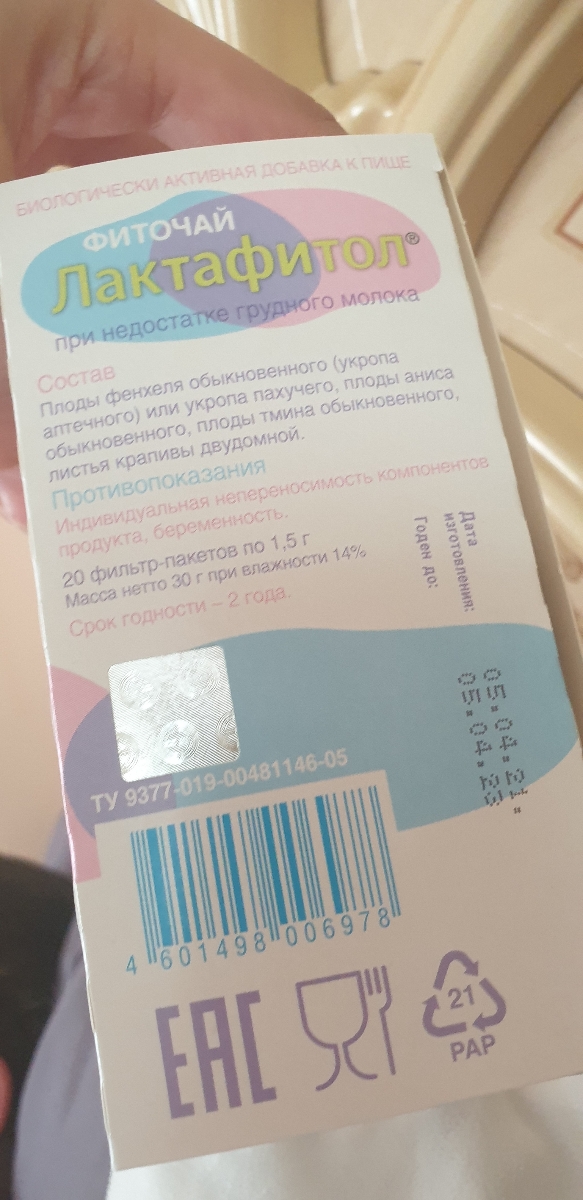 БИОЛОГИЧЕСКИ АКТИВНАЯ ДОБАВКА К ПИЩЕ
ФИТОЧАЙ
Лактафитол®
при недостатке грудного молока
Состав
Плоды фенхеля обыкновенного (укропа
аптечного) или укропа пахучего, плоды аниса
обыкновенного, плоды тмина обыкновенного,
листья крапивы двудомной.
Противопоказания
Индивидуальная непереносимость компонентов
продукта, беременность.
20 фильтр-пакетов по 1,5 г
Масса нетто 30 г при влажности 14%
Срок годности – 2 года.
Дата
изготовления:
Годен до:
ТУ 9377-019-00481146-05
4 601498 006978
EAC
21
PAP